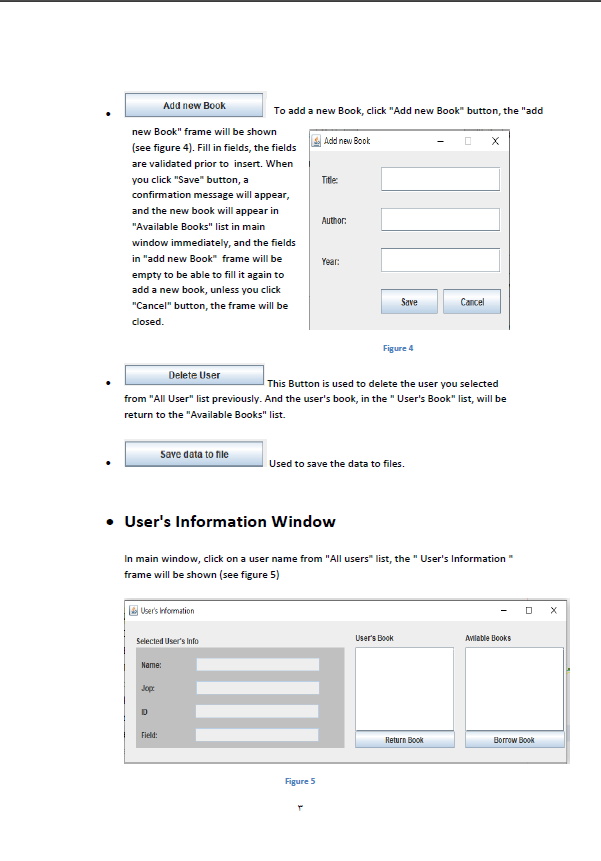 Add new Book
• To add a new Book, click "Add new Book" button, the "add
new Book" frame will be shown
(see figure 4). Fill in fields, the fields
are validated prior to insert. When
you click "Save" button, a
confirmation message will appear,
and the new book will appear in
"Available Books" list in main
window immediately, and the fields
in "add new Book" frame will be
empty to be able to fill it again to
add a new book, unless you click
"Cancel" button, the frame will be
closed.
Add new Book
Title:
Author:
Year:
Save Cancel
Figure 4
Delete User
• This Button is used to delete the user you selected
from "All User" list previously. And the user's book, in the " User's Book" list, will be
return to the "Available Books" list.
Save data to file
• Used to save the data to files.
• User's Information Window
In main window, click on a user name from "All users" list, the " User's Information "
frame will be shown (see figure 5)
User's Information
Selected User's Info
Name:
Jop:
ID
Field:
User's Book
Return Book
Avilable Books
Borrow Book
Figure 5
٣